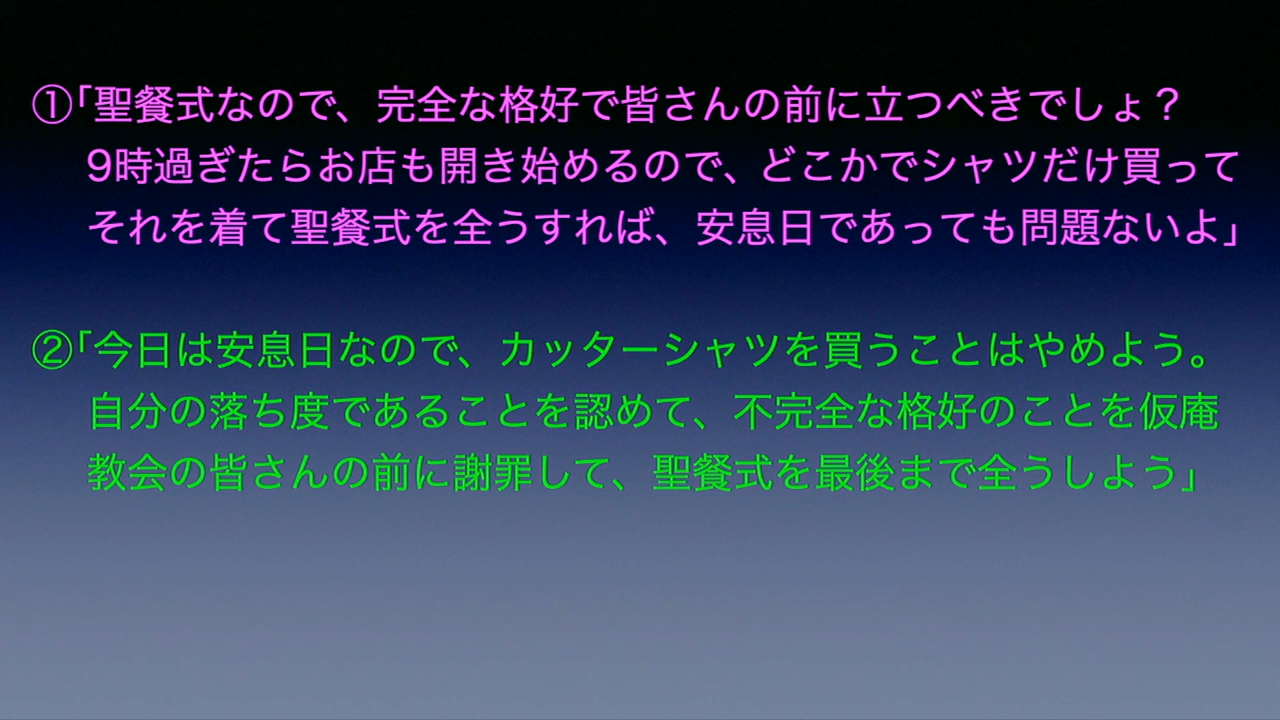 ①「聖餐式なので、完全な格好で皆さんの前に立つべきでしょ？
9時過ぎたらお店も開き始めるので、どこかでシャツだけ買って
それを着て聖餐式を全うすれば、安息日であっても問題ないよ」
②「今日は安息日なので、カッターシャツを買うことはやめよう。
自分の落ち度であることを認めて、不完全な格好のことを仮庵
教会の皆さんの前に謝罪して、聖餐式を最後まで全うしよう」